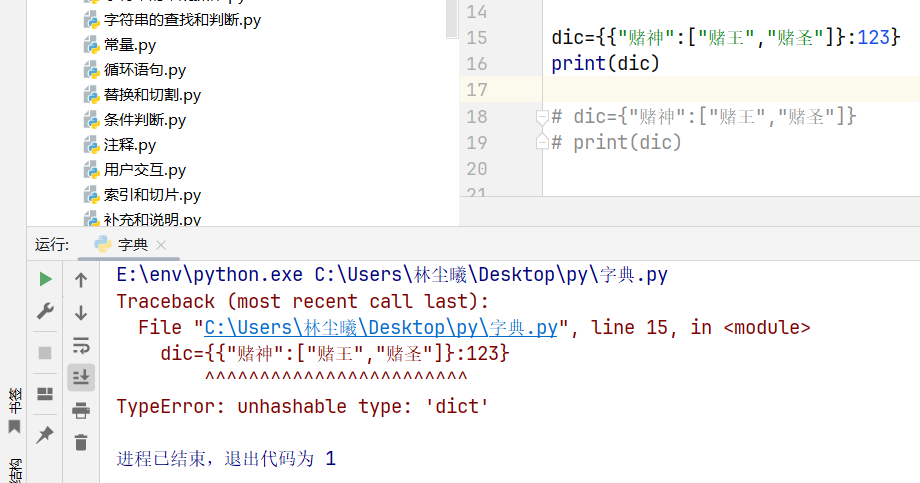 字符串的查找和判断.py
常量.py
循环语句.py
替换和切割.py
条件判断.py
注释.py
用户交互.py
索引和切片.py
补充和说明.py
14
15 dic={{"赌神":["赌王","赌圣"]}:123}
16 print(dic)
17
18 # dic={"赌神":["赌王","赌圣"]}
19 # print(dic)
20
21
运行: 字典
E:\env\python.exe C:\Users\林尘曦\Desktop\py\字典.py
Traceback (most recent call last):
File "C:\Users\林尘曦\Desktop\py\字典.py", line 15, in <module>
dic={{"赌神":["赌王","赌圣"]}:123}
^^^^^^^^^^^^^^^^^^^^^^^^
TypeError: unhashable type: 'dict'
进程已结束，退出代码为 1
书签
结构